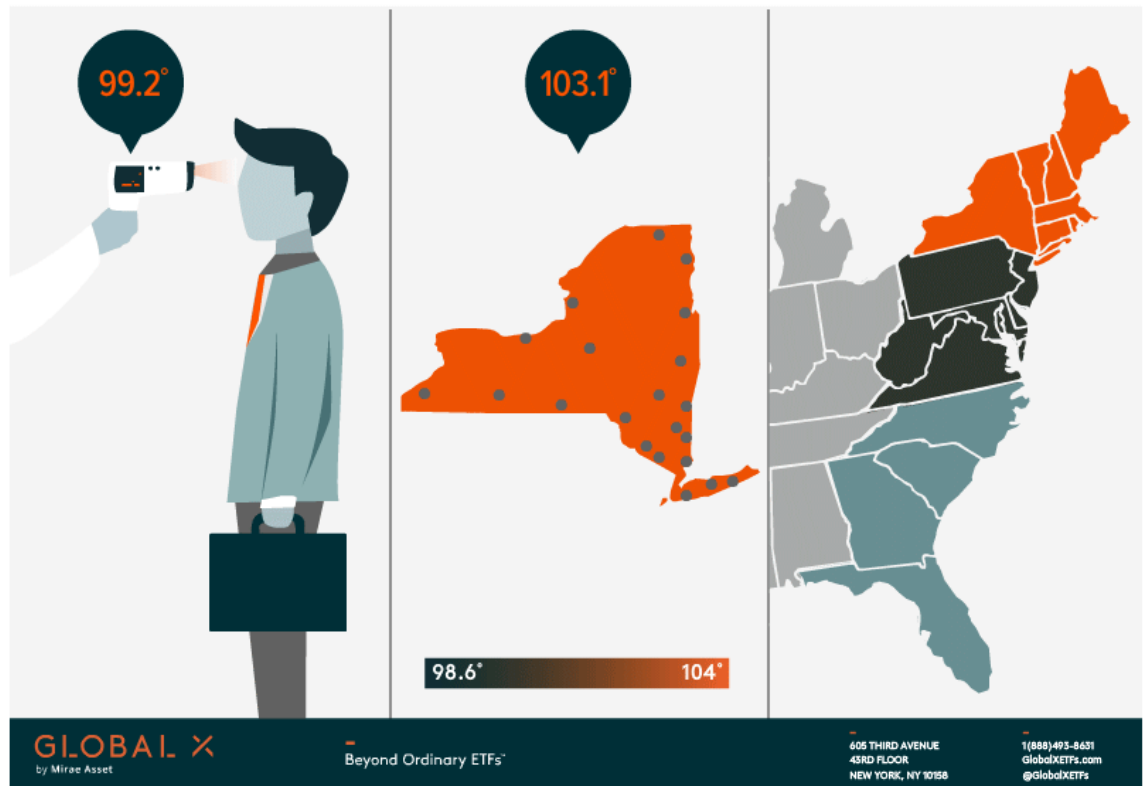 99.2°
103.1°
98.6°
104°
GLOBAL X
by Mirae Asset
Beyond Ordinary ETFs™
605 THIRD AVENUE
43RD FLOOR
NEW YORK, NY 10158
1(888)493-8631
GlobalXETFs.com
@GlobalXETFs